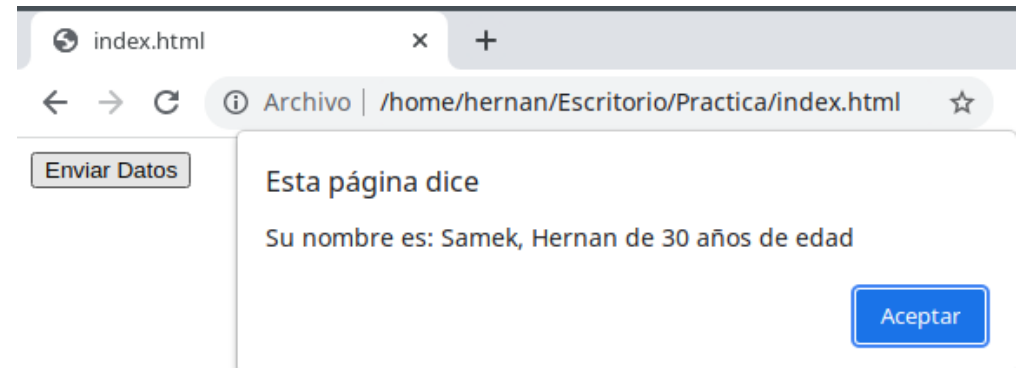 index.html
Archivo | /home/hernan/Escritorio/Practica/index.html
Enviar Datos
Esta página dice
Su nombre es: Samek, Hernan de 30 años de edad
Aceptar